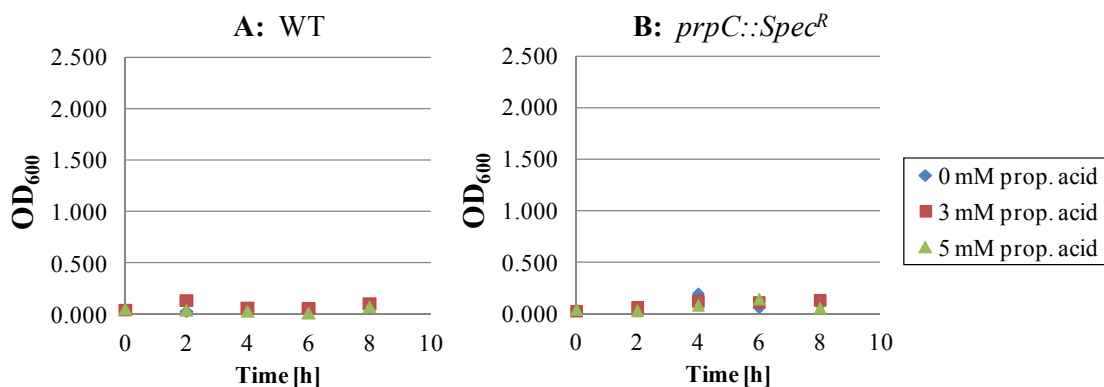 A: WT
2.500
2.000
1.500
1.000
0.500
0.000
OD600
0 2 4 6 8 10
Time [h]
B: prpC::SpecR
2.500
2.000
1.500
1.000
0.500
0.000
OD600
0 2 4 6 8 10
Time [h]
0 mM prop. acid
3 mM prop. acid
5 mM prop. acid